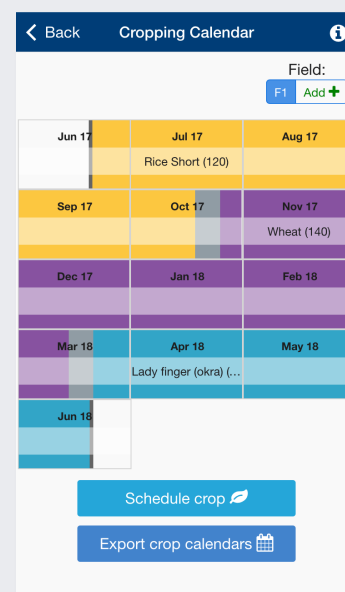 Back Cropping Calendar
Field:
F1 Add
Jun 17 Jul 17 Aug 17
Rice Short (120)
Sep 17 Oct 17 Nov 17
Wheat (140)
Dec 17 Jan 18 Feb 18
Mar 18 Apr 18 May 18
Lady finger (okra) (...
Jun 18
Schedule crop
Export crop calendars